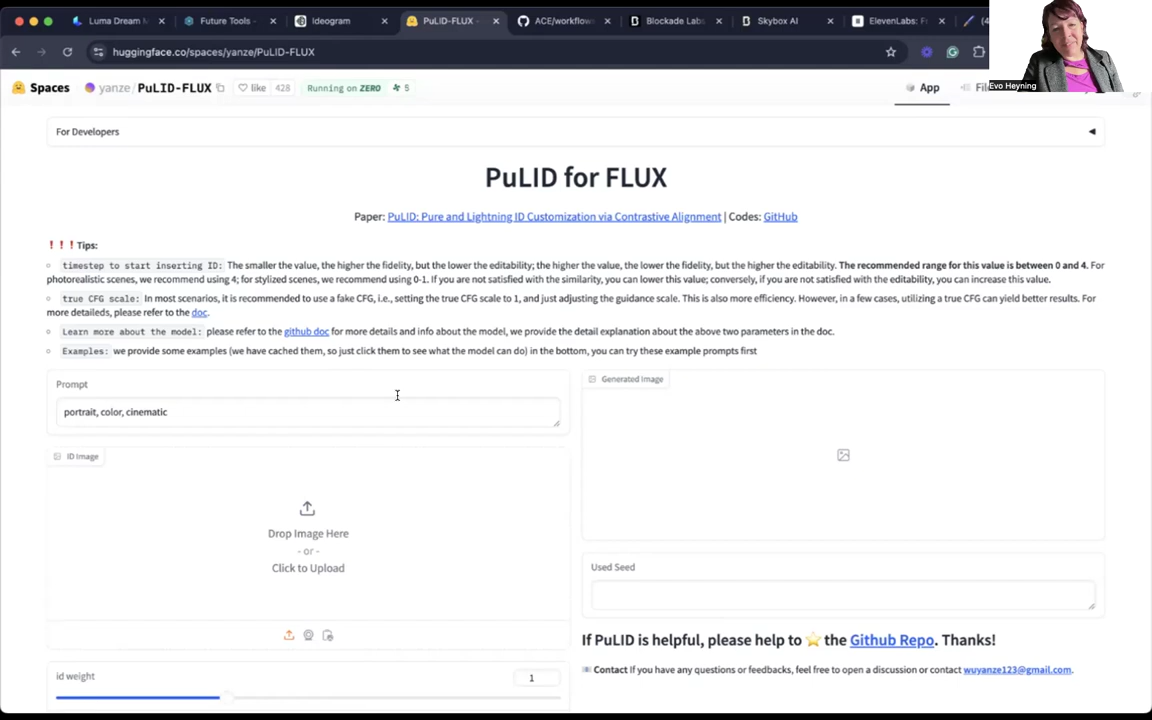 Luma Dream M
Future Tools -
Ideogram
PuLID-FLUX -
ACE/workflow
Blockade Lab
Skybox AI
ElevenLabs: F
huggingface.co/spaces/yanze/PuLID-FLUX
Evo Heyning
Spaces
yanze/PuLID-FLUX
like 428
Running on ZERO
5
App
Fil
For Developers
PuLID for FLUX
Paper: PuLID: Pure and Lightning ID Customization via Contrastive Alignment | Codes: GitHub
❗❗❗Tips:
timestep to start inserting ID: The smaller the value, the higher the fidelity, but the lower the editability; the higher the value, the lower the fidelity, but the higher the editability. The recommended range for this value is between 0 and 4. For
photorealistic scenes, we recommend using 4; for stylized scenes, we recommend using 0-1. If you are not satisfied with the similarity, you can lower this value; conversely, if you are not satisfied with the editability, you can increase this value.
true CFG scale: In most scenarios, it is recommended to use a fake CFG, i.e., setting the true CFG scale to 1, and just adjusting the guidance scale. This is also more efficiency. However, in a few cases, utilizing a true CFG can yield better results. For
more detaileds, please refer to the doc.
Learn more about the model: please refer to the github doc for more details and info about the model, we provide the detail explanation about the above two parameters in the doc.
Examples: we provide some examples (we have cached them, so just click them to see what the model can do) in the bottom, you can try these example prompts first
Prompt
portrait, color, cinematic
Generated Image
ID Image
Drop Image Here
- or -
Click to Upload
Used Seed
If PuLID is helpful, please help to ⭐ the Github Repo. Thanks!
📧 Contact If you have any questions or feedbacks, feel free to open a discussion or contact wuyanze123@gmail.com.
id weight
1